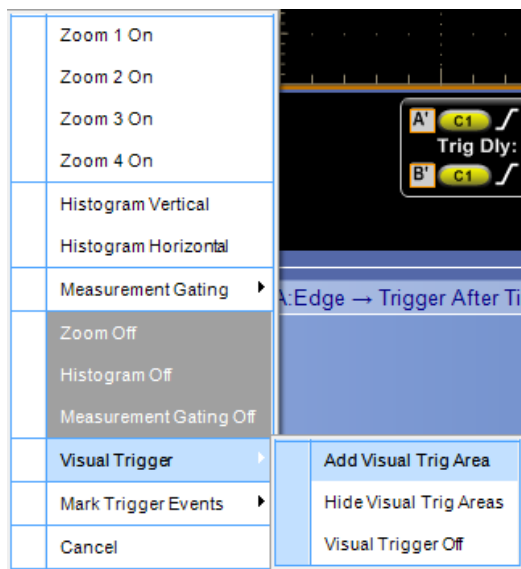 Zoom 1 On
Zoom 2 On
Zoom 3 On
Zoom 4 On
Histogram Vertical
Histogram Horizontal
Measurement Gating
Zoom Off
Histogram Off
Measurement Gating Off
Visual Trigger
Mark Trigger Events
Cancel
Add Visual Trig Area
Hide Visual Trig Areas
Visual Trigger Off
A' C1
Trig Dly:
B' C1
A:Edge → Trigger After Ti